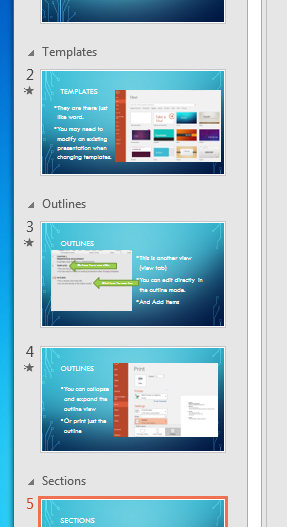 Templates
2
TEMPLATES
*They are there just
like word.
*You may need to
modify an existing
presentation when
changing templates.
Outlines
3
OUTLINES
*This is another view
(view tab)
*You can edit directly in
the outline mode.
*And Add items
4
OUTLINES
*You can collapse
and expand the
outline view
*Or print just the
outline
Print
Sections
5
SECTIONS